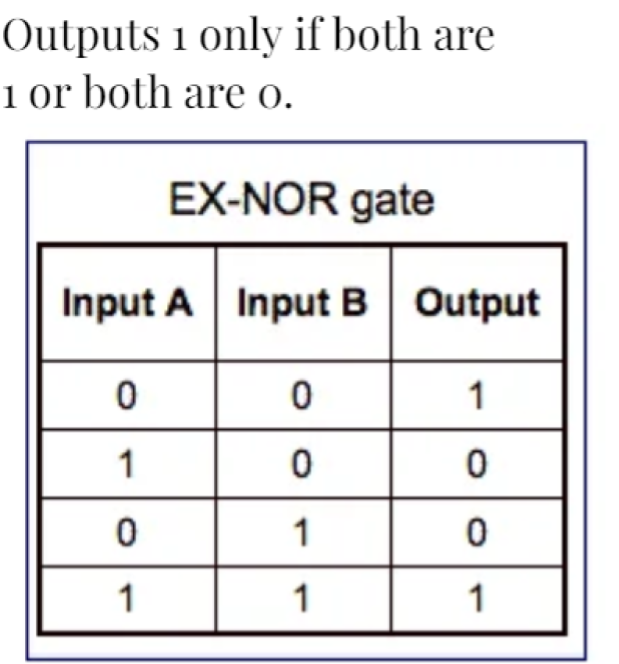 Outputs 1 only if both are
1 or both are 0.
EX-NOR gate
Input A Input B Output
0 0 1
1 0 0
0 1 0
1 1 1